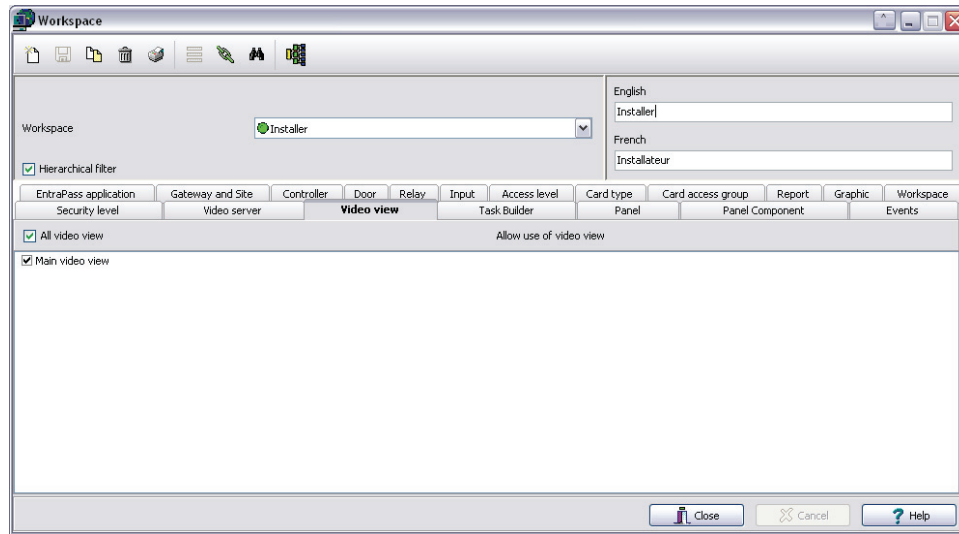 Workspace
English
Installer
Workspace
Installer
French
Installateur
Hierarchical filter
EntraPass application Gateway and Site Controller Door Relay Input Access level Card type Card access group Report Graphic Workspace
Security level Video server Video view Task Builder Panel Panel Component Events
All video view Allow use of video view
Main video view
Close Cancel Help